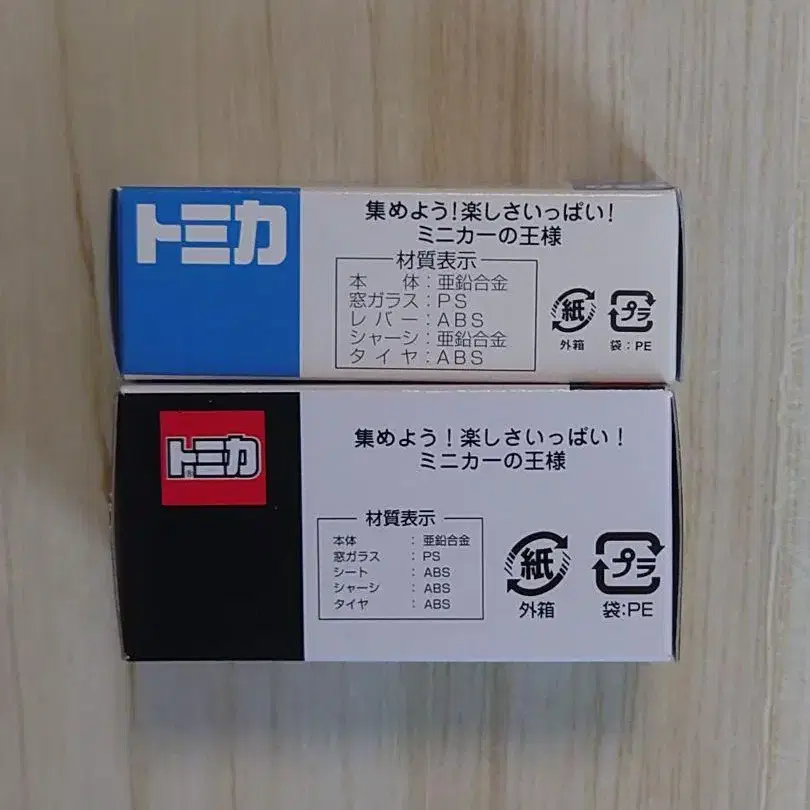 トミカ
集めよう!楽しさいっぱい!
ミニカーの王様
材質表示
本体:亜鉛合金
窓ガラス:PS
レバー:ABS
シャーシ:亜鉛合金
タイヤ:ABS
紙
外箱
プラ
袋:PE
トミカ
集めよう!楽しさいっぱい!
ミニカーの王様
材質表示
本体:亜鉛合金
窓ガラス:PS
シート:ABS
シャーシ:ABS
タイヤ:ABS
紙
外箱
プラ
袋:PE